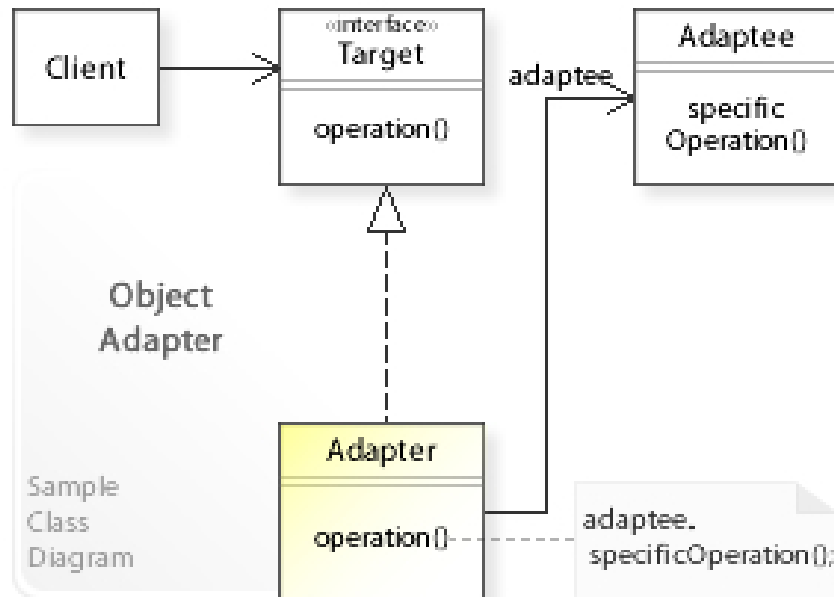 Client
«interface»
Target
operation()
Adaptee
specific
Operation()
adaptee
Object
Adapter
Sample
Class
Diagram
Adapter
operation()
adaptee.
specificOperation();